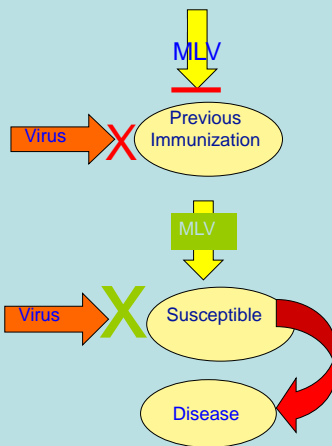 MLV
Previous
Immunization
Virus
X
MLV
Virus
X
Susceptible
Disease